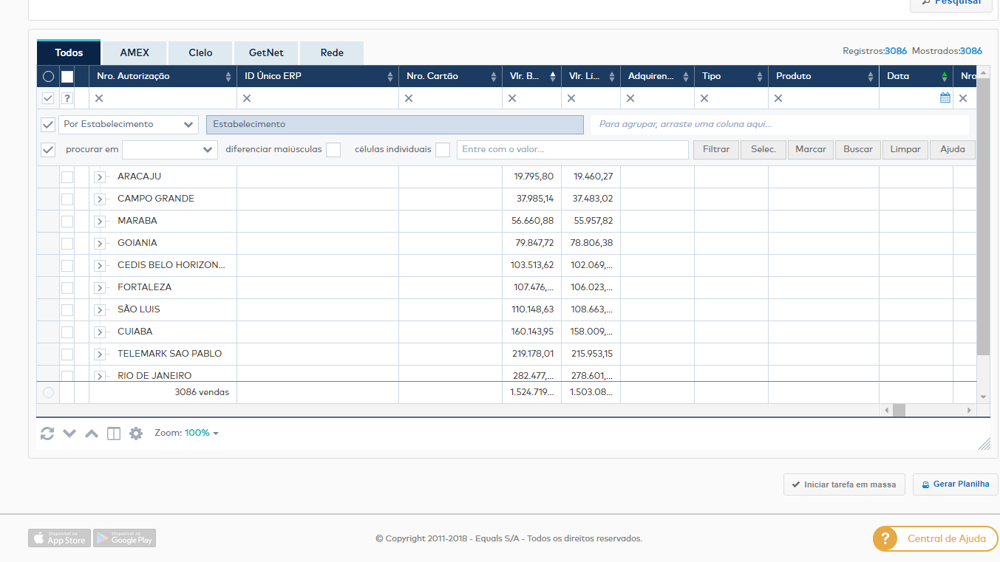 Pesquisar
Todos AMEX Cielo GetNet Rede Registros:3086 Mostrados:3086
Nro. Autorização ID Único ERP Nro. Cartão Vlr. B... Vlr. Lí... Adquiren... Tipo Produto Data Nro
?
Por Estabelecimento Estabelecimento Para agrupar, arraste uma coluna aqui...
procurar em diferenciar maiúsculas células individuais Entre com o valor... Filtrar Selec. Marcar Buscar Limpar Ajuda
ARACAJU 19.795,80 19.460,27
CAMPO GRANDE 37.985,14 37.483,02
MARABA 56.660,88 55.957,82
GOIANIA 79.847,72 78.806,38
CEDIS BELO HORIZON... 103.513,62 102.069,...
FORTALEZA 107.476,... 106.023,...
SÃO LUIS 110.148,63 108.663,...
CUIABA 160.143,95 158.009,...
TELEMARK SAO PABLO 219.178,01 215.953,15
RIO DE JANEIRO 282.477,... 278.601,...
3086 vendas 1.524.719... 1.503.08...
Zoom: 100%
Iniciar tarefa em massa Gerar Planilha
Disponível na App Store Disponível no Google Play
© Copyright 2011-2018 - Equals S/A - Todos os direitos reservados.
? Central de Ajuda